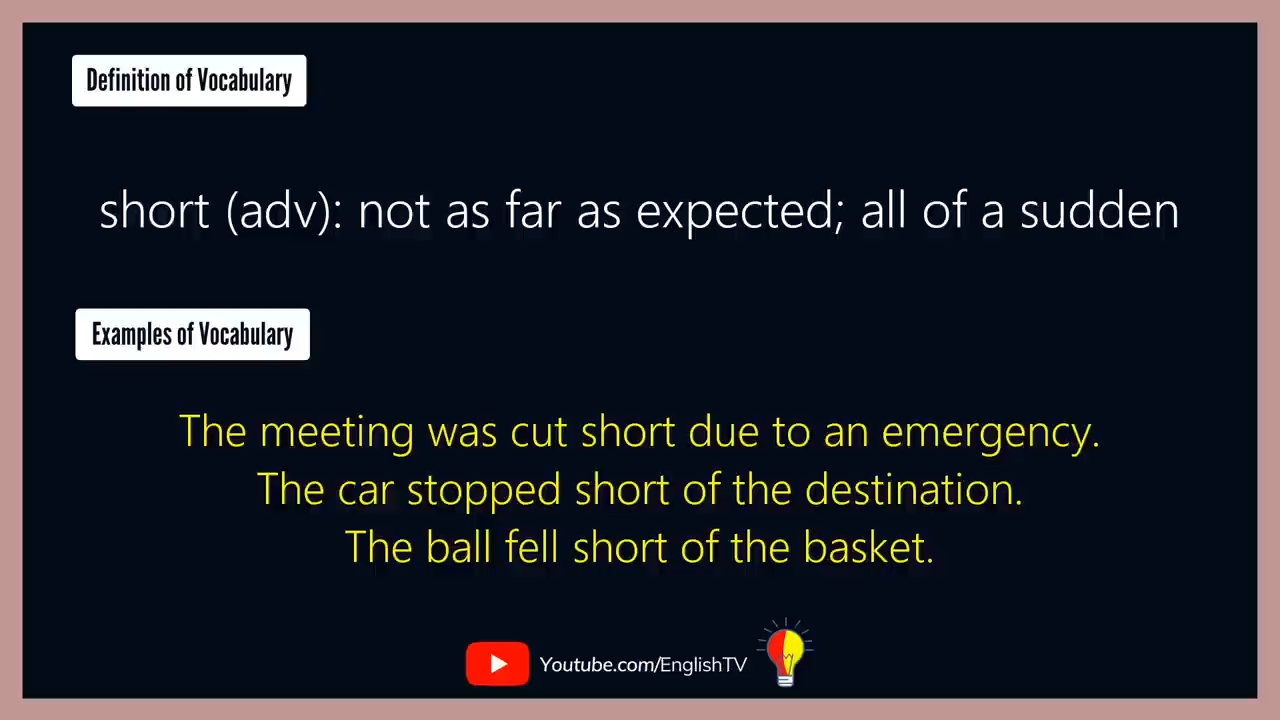 Definition of Vocabulary
short (adv): not as far as expected; all of a sudden
Examples of Vocabulary
The meeting was cut short due to an emergency.
The car stopped short of the destination.
The ball fell short of the basket.
Youtube.com/EnglishTV